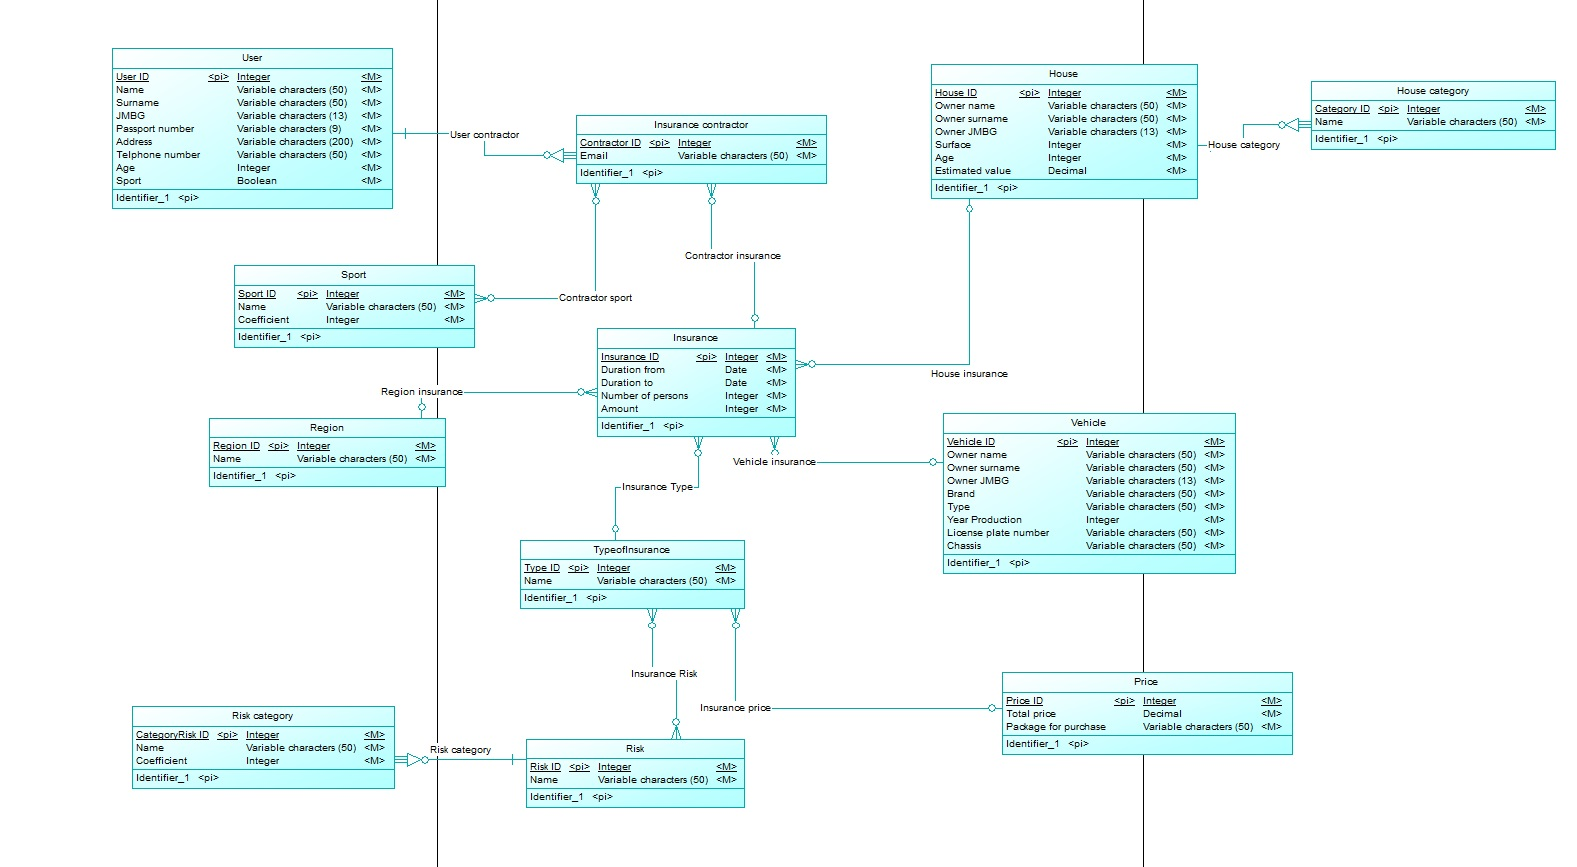 User
User ID <pi> Integer <M>
Name Variable characters (50) <M>
Surname Variable characters (50) <M>
JMBG Variable characters (13) <M>
Passport number Variable characters (9) <M>
Address Variable characters (200) <M>
Telphone number Variable characters (50) <M>
Age Integer <M>
Sport Boolean <M>
Identifier_1 <pi>
User contractor
Insurance contractor
Contractor ID <pi> Integer <M>
Email Variable characters (50) <M>
Identifier_1 <pi>
House
House ID <pi> Integer <M>
Owner name Variable characters (50) <M>
Owner surname Variable characters (50) <M>
Owner JMBG Variable characters (13) <M>
Surface Integer <M>
Age Integer <M>
Estimated value Decimal <M>
Identifier_1 <pi>
House category
House category
Category ID <pi> Integer <M>
Name Variable characters (50) <M>
Identifier_1 <pi>
Contractor insurance
Sport
Sport ID <pi> Integer <M>
Name Variable characters (50) <M>
Coefficient Integer <M>
Identifier_1 <pi>
Contractor sport
Insurance
Insurance ID <pi> Integer <M>
Duration from Date <M>
Duration to Date <M>
Number of persons Integer <M>
Amount Integer <M>
Identifier_1 <pi>
House insurance
Region insurance
Region
Region ID <pi> Integer <M>
Name Variable characters (50) <M>
Identifier_1 <pi>
Vehicle insurance
Vehicle
Vehicle ID <pi> Integer <M>
Owner name Variable characters (50) <M>
Owner surname Variable characters (50) <M>
Owner JMBG Variable characters (13) <M>
Brand Variable characters (50) <M>
Type Variable characters (50) <M>
Year Production Integer <M>
License plate number Variable characters (50) <M>
Chassis Variable characters (50) <M>
Identifier_1 <pi>
Insurance Type
TypeofInsurance
Type ID <pi> Integer <M>
Name Variable characters (50) <M>
Identifier_1 <pi>
Insurance Risk
Insurance price
Price
Price ID <pi> Integer <M>
Total price Decimal <M>
Package for purchase Variable characters (50) <M>
Identifier_1 <pi>
Risk category
CategoryRisk ID <pi> Integer <M>
Name Variable characters (50) <M>
Coefficient Integer <M>
Identifier_1 <pi>
Risk category
Risk
Risk ID <pi> Integer <M>
Name Variable characters (50) <M>
Identifier_1 <pi>